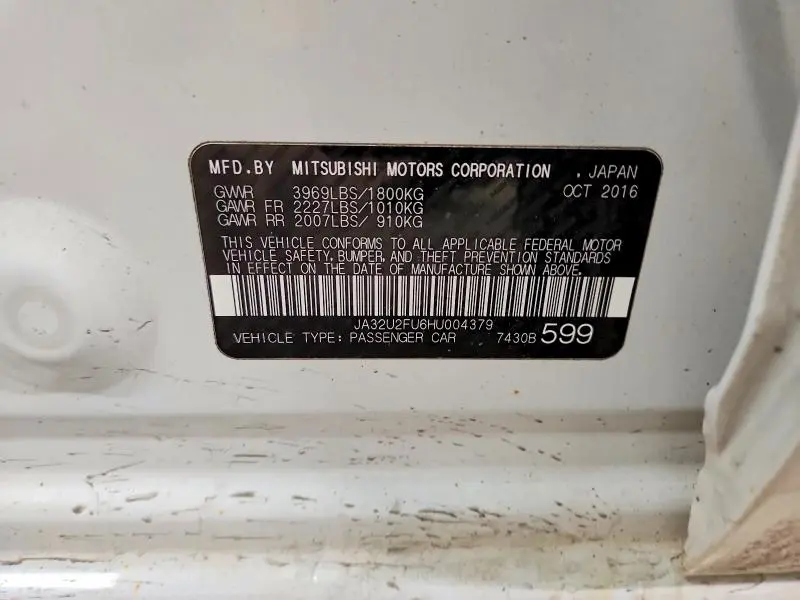 MFD.BY MITSUBISHI MOTORS CORPORATION , JAPAN
GVWR 3969LBS/1800KG OCT 2016
GAWR FR 2227LBS/1010KG
GAWR RR 2007LBS/ 910KG
THIS VEHICLE CONFORMS TO ALL APPLICABLE FEDERAL MOTOR
VEHICLE SAFETY, BUMPER, AND THEFT PREVENTION STANDARDS
IN EFFECT ON THE DATE OF MANUFACTURE SHOWN ABOVE.
JA32U2FU6HU004379
VEHICLE TYPE: PASSENGER CAR 7430B 599